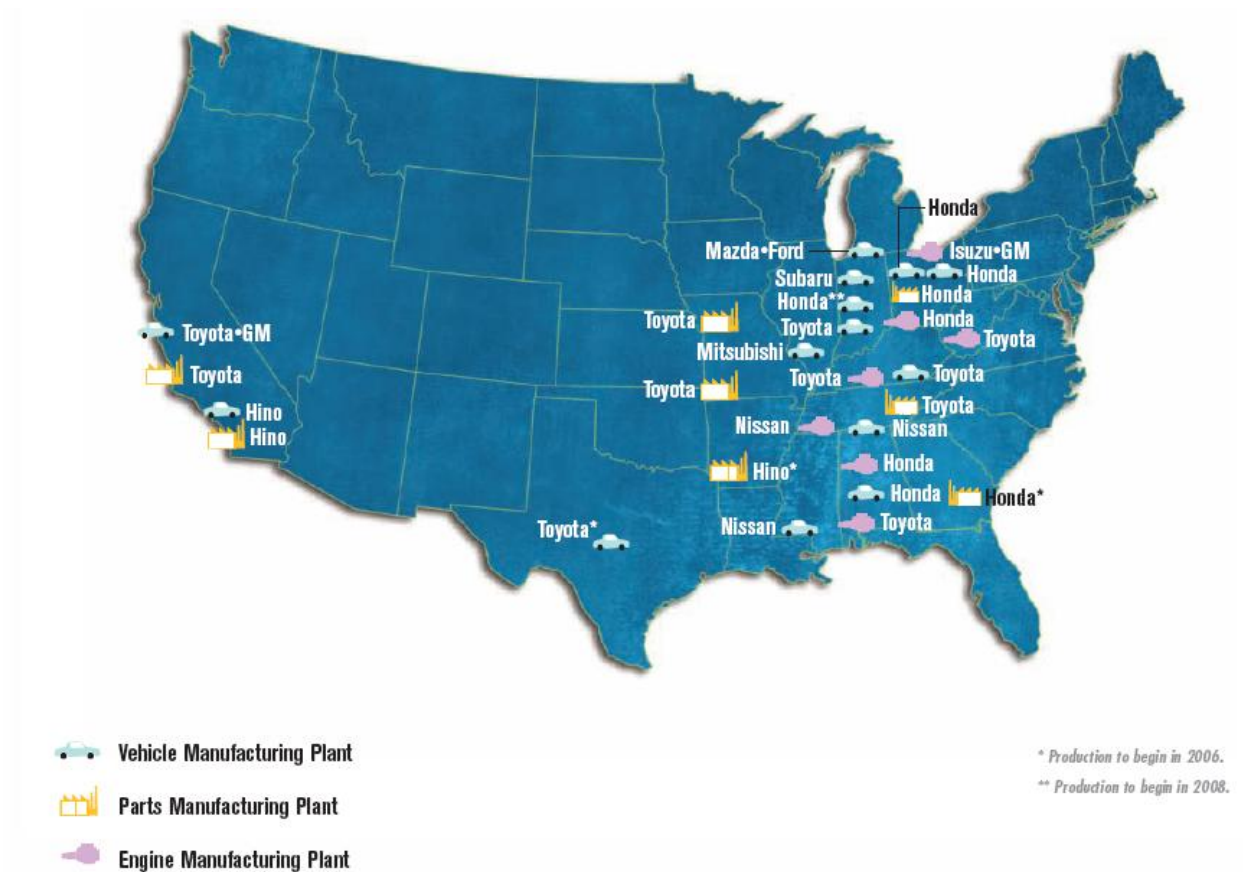 Honda
Mazda•Ford
Isuzu•GM
Subaru
Honda
Honda**
Honda
Toyota
Toyota
Honda
Toyota•GM
Toyota
Mitsubishi
Toyota
Toyota
Toyota
Toyota
Toyota
Hino
Nissan
Nissan
Hino
Honda
Hino*
Honda
Honda*
Toyota*
Nissan
Toyota
Vehicle Manufacturing Plant
Parts Manufacturing Plant
Engine Manufacturing Plant
* Production to begin in 2006.
** Production to begin in 2008.